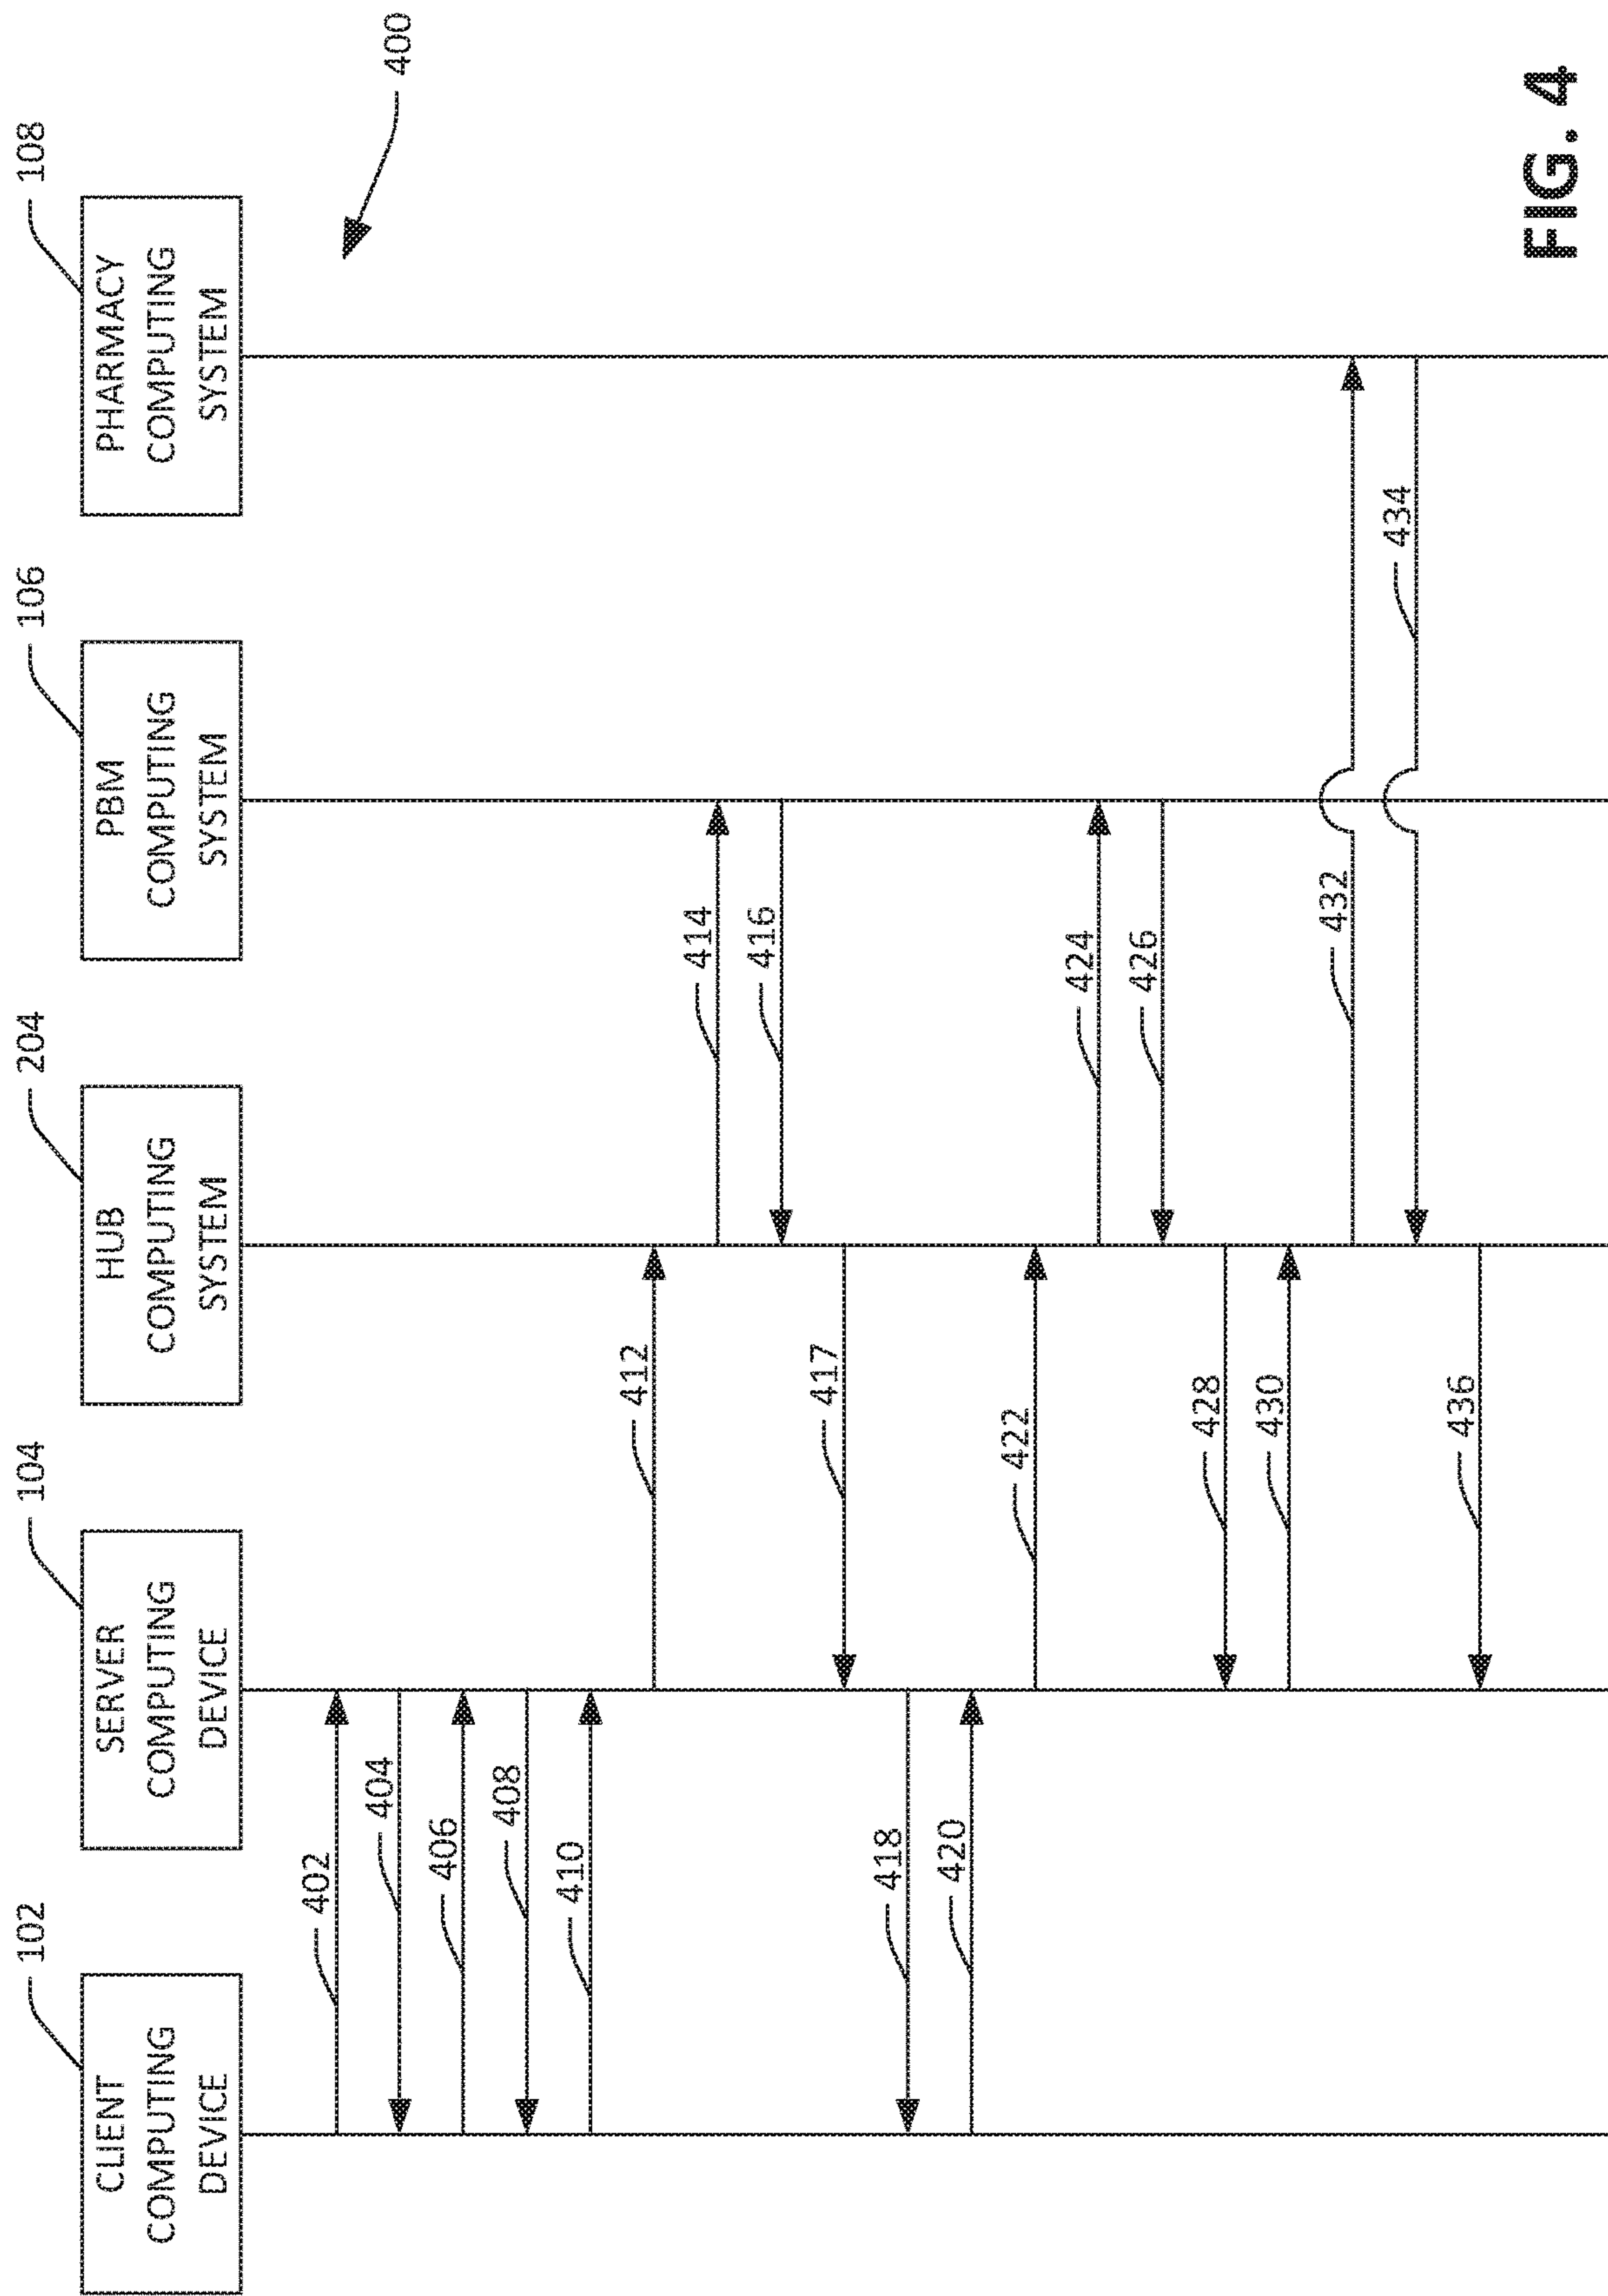 102
104
204
106
108
CLIENT
COMPUTING
DEVICE
SERVER
COMPUTING
DEVICE
HUB
COMPUTING
SYSTEM
PBM
COMPUTING
SYSTEM
PHARMACY
COMPUTING
SYSTEM
400
402
404
406
408
410
412
414
416
417
418
420
422
424
426
428
430
432
434
436
FIG. 4